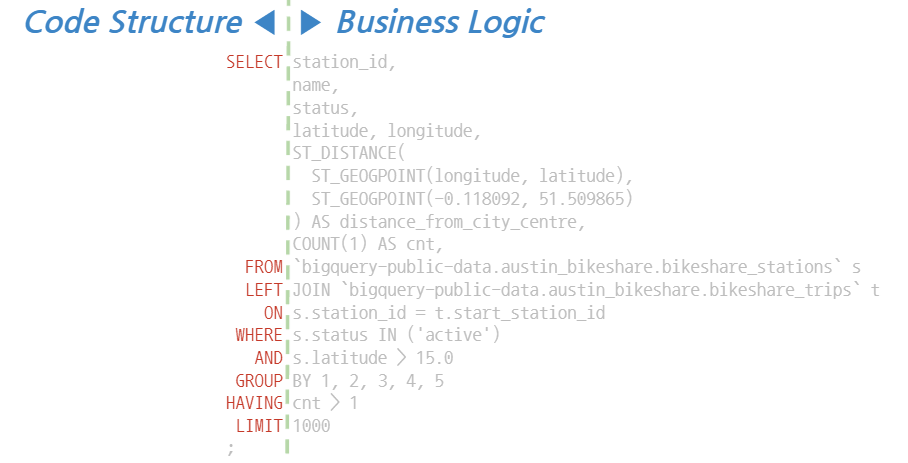 Code Structure ◀ ▶ Business Logic
SELECT station_id,
name,
status,
latitude, longitude,
ST_DISTANCE(
ST_GEOGPOINT(longitude, latitude),
ST_GEOGPOINT(-0.118092, 51.509865)
) AS distance_from_city_centre,
COUNT(1) AS cnt,
FROM `bigquery-public-data.austin_bikeshare.bikeshare_stations` s
LEFT JOIN `bigquery-public-data.austin_bikeshare.bikeshare_trips` t
ON s.station_id = t.start_station_id
WHERE s.status IN ('active')
AND s.latitude > 15.0
GROUP BY 1, 2, 3, 4, 5
HAVING cnt > 1
LIMIT 1000
;